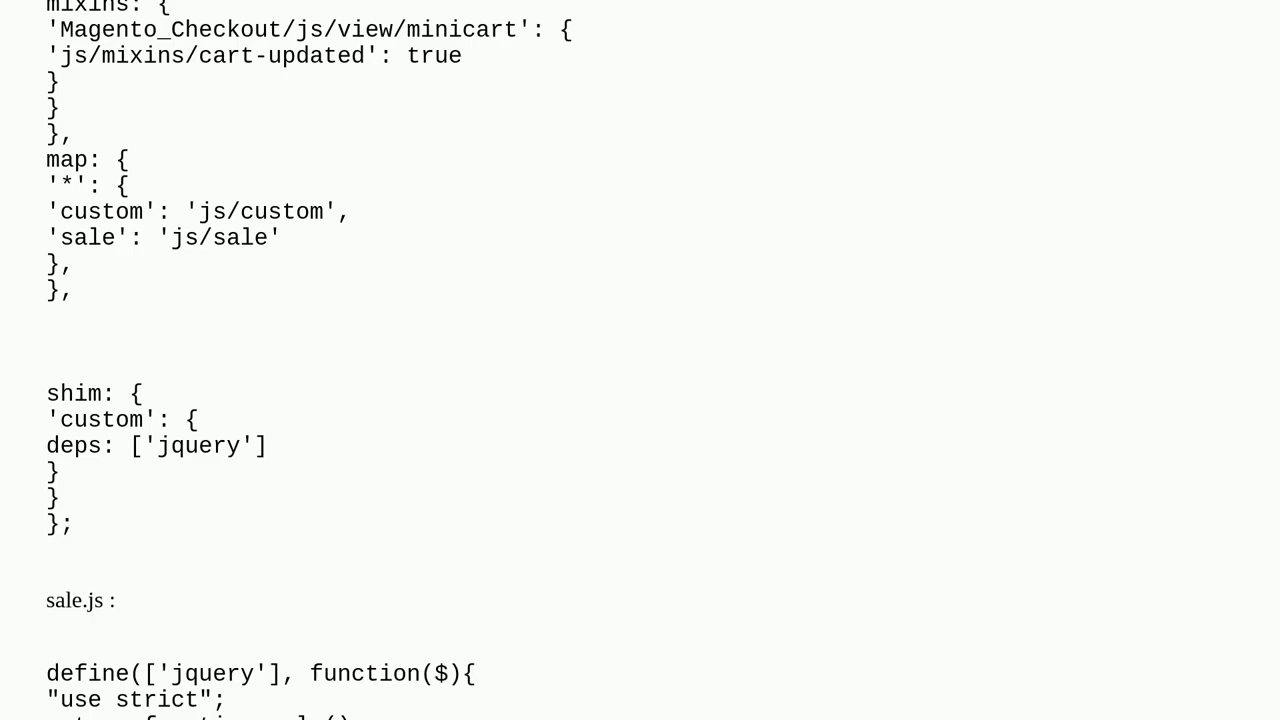 mixins: {
'Magento_Checkout/js/view/minicart': {
'js/mixins/cart-updated': true
}
}
},
map: {
'*': {
'custom': 'js/custom',
'sale': 'js/sale'
},
},
shim: {
'custom': {
deps: ['jquery']
}
}
};
sale.js :
define(['jquery'], function($){
"use strict";